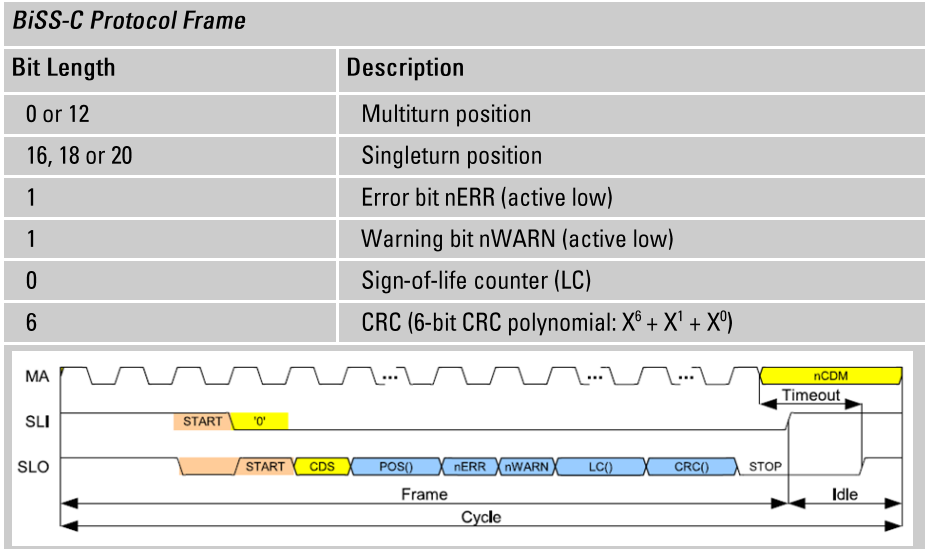 BiSS-C Protocol Frame
Bit Length Description
0 or 12 Multiturn position
16, 18 or 20 Singleturn position
1 Error bit nERR (active low)
1 Warning bit nWARN (active low)
0 Sign-of-life counter (LC)
6 CRC (6-bit CRC polynomial: X⁶ + X¹ + X⁰)
MA ... ... ... nCDM
Timeout
SLI START '0'
SLO START CDS POS() nERR nWARN LC() CRC() STOP
Frame Idle
Cycle